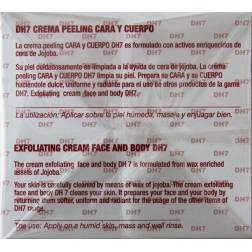 DH7 CREMA PEELING CARA Y CUERPO
La crema peeling CARA y CUERPO DH7 es formulado con activos enriquecidos de cera de Jojoba.
Su piel cuidadosamente es limpiada a la ayuda de cera de jojoba. La crema peeling CARA y CUERPO DH7 limpia su piel. Prepara su CARA y su CUERPO haciéndole dulce, uniforme y radiante para el uso de otros productos de la gama DH7. Exfoliating cream face and body DH7.
La utilización: Aplicar sobre la piel humeda, masaje y enjuagar bien.
EXFOLIATING CREAM FACE AND BODY DH7
The cream exfoliating face and body DH 7 is formulated from wax enriched assets of Jojoba.
Your skin is carefully cleaned by means of wax of jojoba. The cream exfoliating face and body DH 7 cleans your skin. It prepares your face and your body by returning item softer, uniform and radiant for the usage of the other items of DH7 range.
The use: Apply on a humid skin, mass and well rinse.